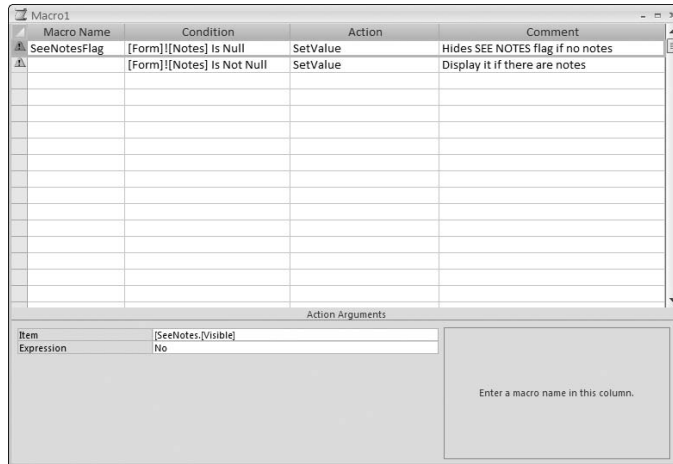 Macro1
Macro Name Condition Action Comment
SeeNotesFlag [Form]![Notes] Is Null SetValue Hides SEE NOTES flag if no notes
[Form]![Notes] Is Not Null SetValue Display it if there are notes
Action Arguments
Item [SeeNotes.[Visible]
Expression No
Enter a macro name in this column.